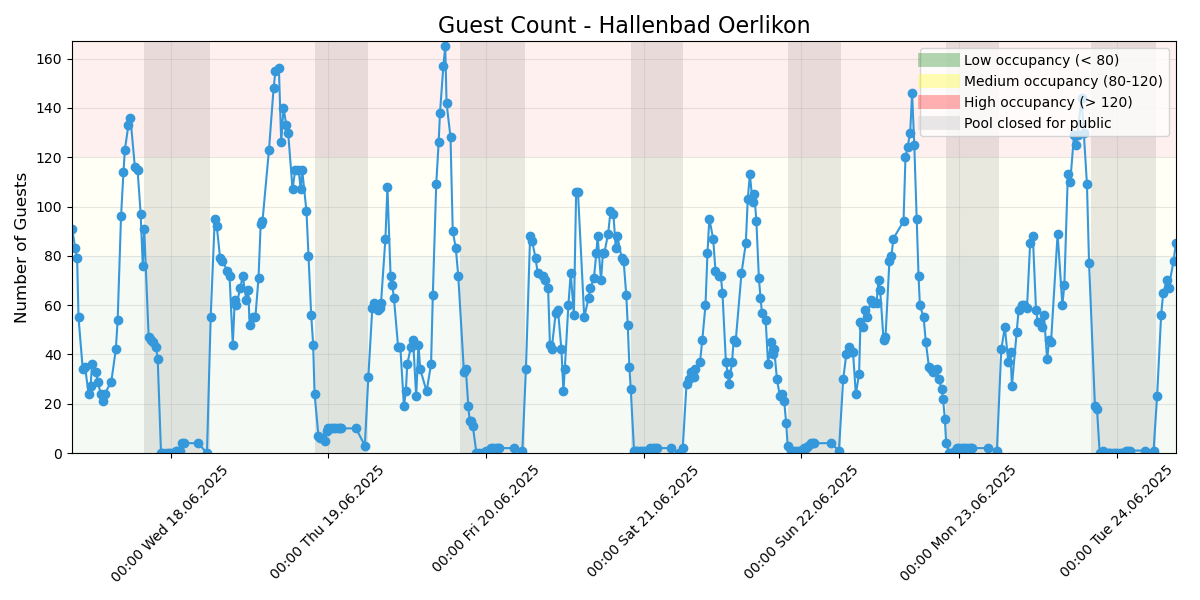 Guest Count - Hallenbad Oerlikon
Number of Guests
160
140
120
100
80
60
40
20
0
Low occupancy (< 80)
Medium occupancy (80-120)
High occupancy (> 120)
Pool closed for public
00:00 Wed 18.06.2025
00:00 Thu 19.06.2025
00:00 Fri 20.06.2025
00:00 Sat 21.06.2025
00:00 Sun 22.06.2025
00:00 Mon 23.06.2025
00:00 Tue 24.06.2025